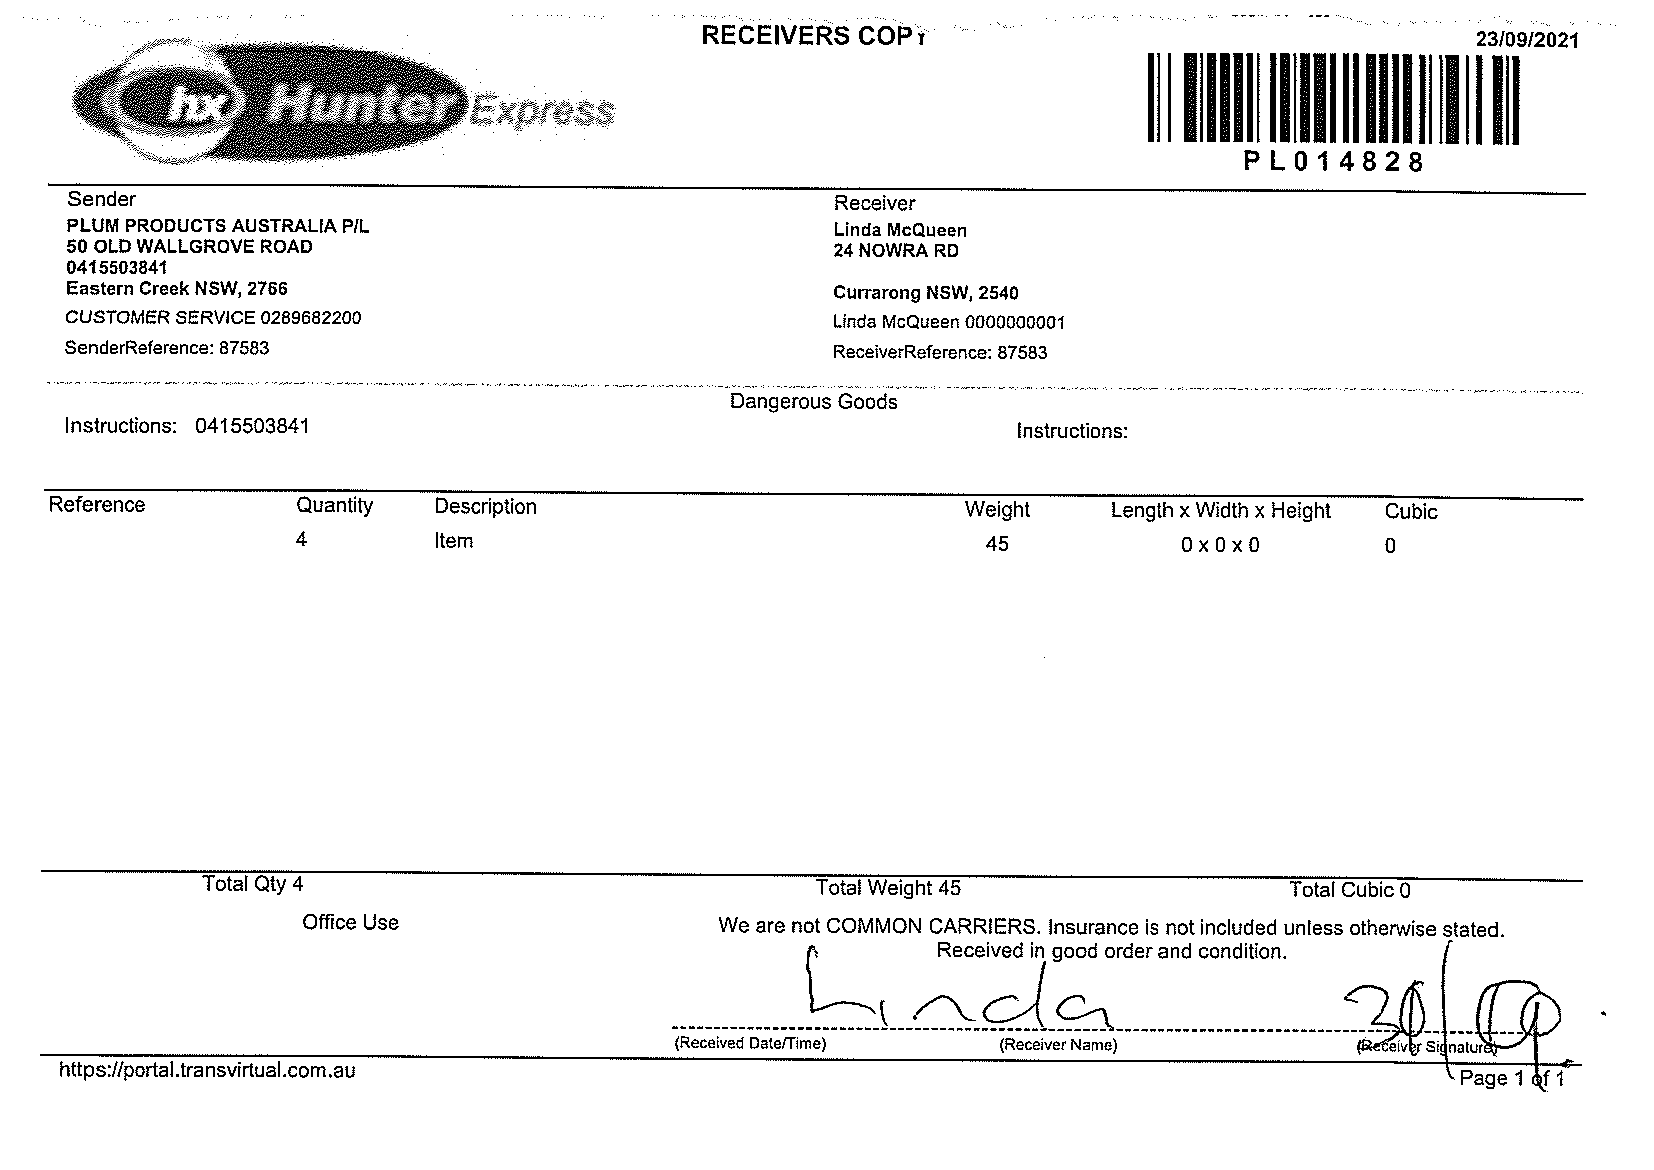 RECEIVERS COPY
23/09/2021
hx Hunter Express
PL014828
Sender
PLUM PRODUCTS AUSTRALIA P/L
50 OLD WALLGROVE ROAD
0415503841
Eastern Creek NSW, 2766
CUSTOMER SERVICE 0289682200
SenderReference: 87583
Receiver
Linda McQueen
24 NOWRA RD
Currarong NSW, 2540
Linda McQueen 0000000001
ReceiverReference: 87583
Dangerous Goods
Instructions: 0415503841
Instructions:
Reference Quantity Description Weight Length x Width x Height Cubic
4 Item 45 0 x 0 x 0 0
Total Qty 4 Total Weight 45 Total Cubic 0
Office Use
We are not COMMON CARRIERS. Insurance is not included unless otherwise stated.
Received in good order and condition.
Linda
(Received Date/Time) (Receiver Name) (Receiver Signature)
https://portal.transvirtual.com.au
Page 1 of 1